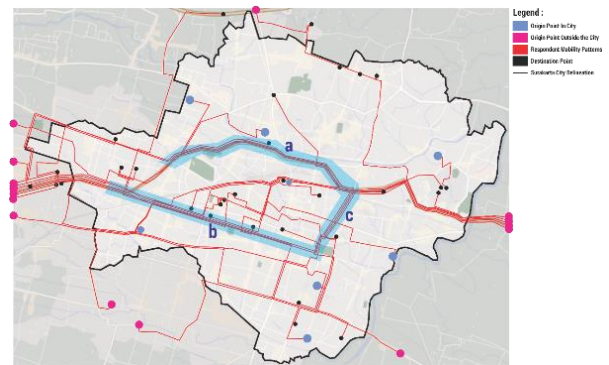 Legend :
Origin Point In City
Origin Point Outside the City
Respondent Mobility Patterns
Destination Point
Surakarta City Delineation
a
c
b